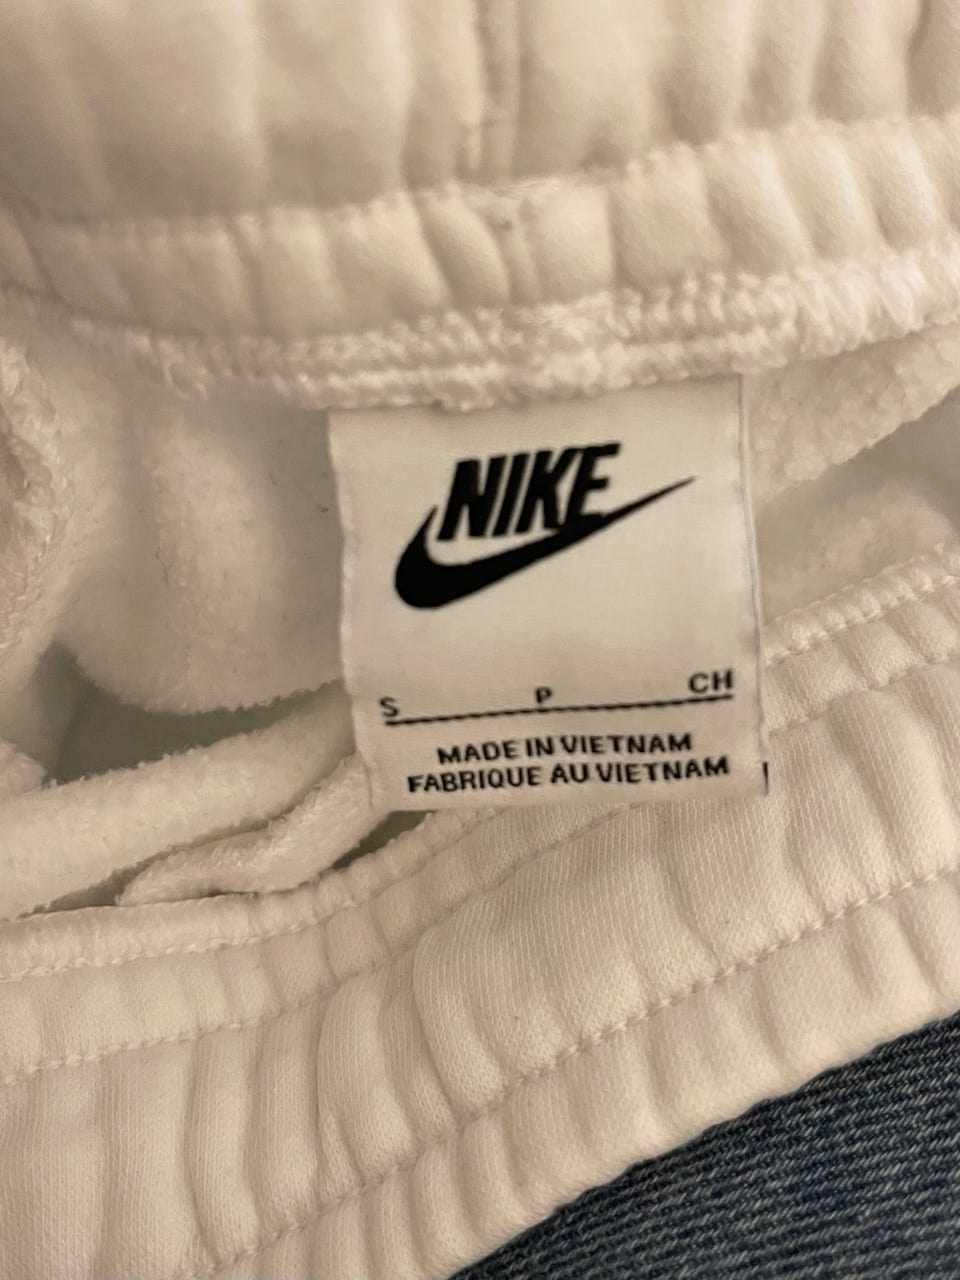 NIKE
S P CH
MADE IN VIETNAM
FABRIQUE AU VIETNAM